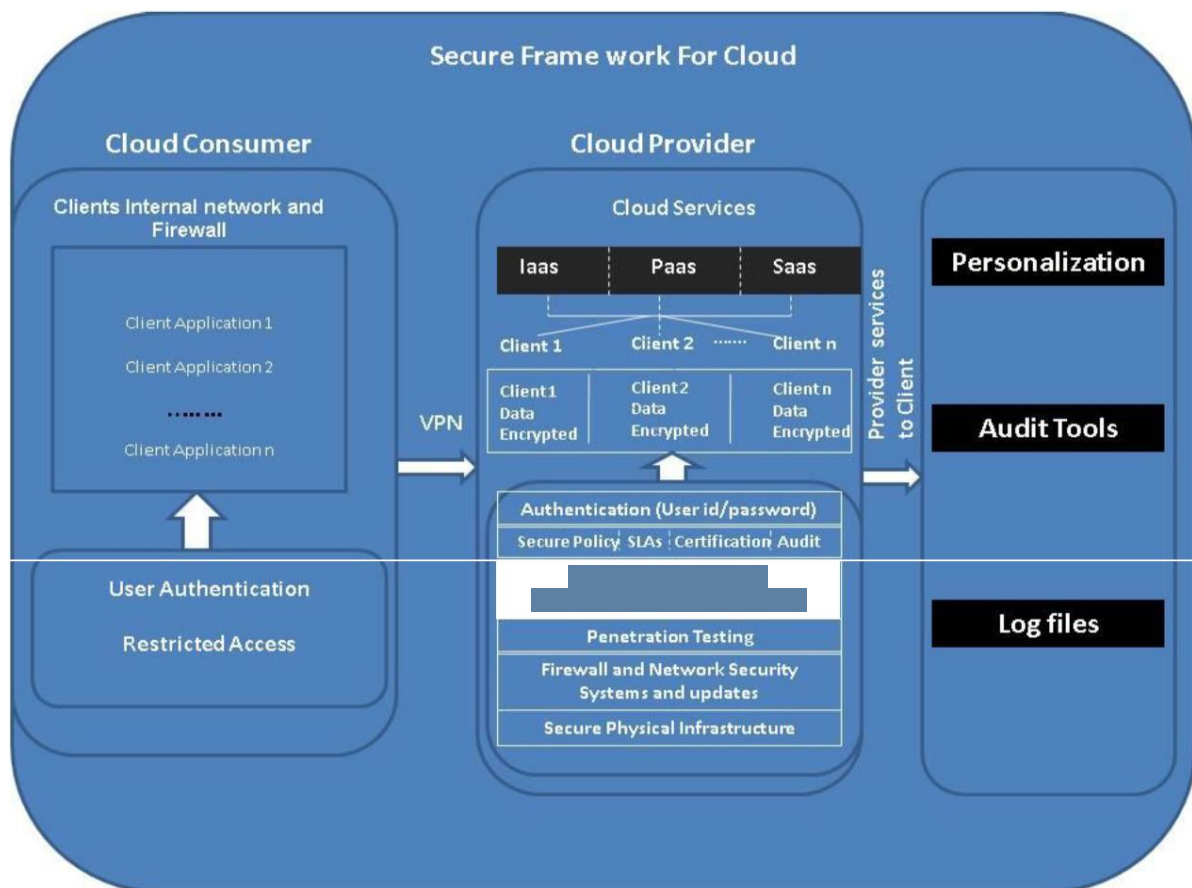 Secure Frame work For Cloud
Cloud Consumer
Clients Internal network and
Firewall
Client Application 1
Client Application 2
........
Client Application n
User Authentication
Restricted Access
VPN
Cloud Provider
Cloud Services
Iaas Paas Saas
Client 1 Client 2 ....... Client n
Client1
Data
Encrypted
Client2
Data
Encrypted
Client n
Data
Encrypted
Authentication (User id/password)
Secure Policy SLAs Certification Audit
Penetration Testing
Firewall and Network Security
Systems and updates
Secure Physical Infrastructure
Provider services
to Client
Personalization
Audit Tools
Log files